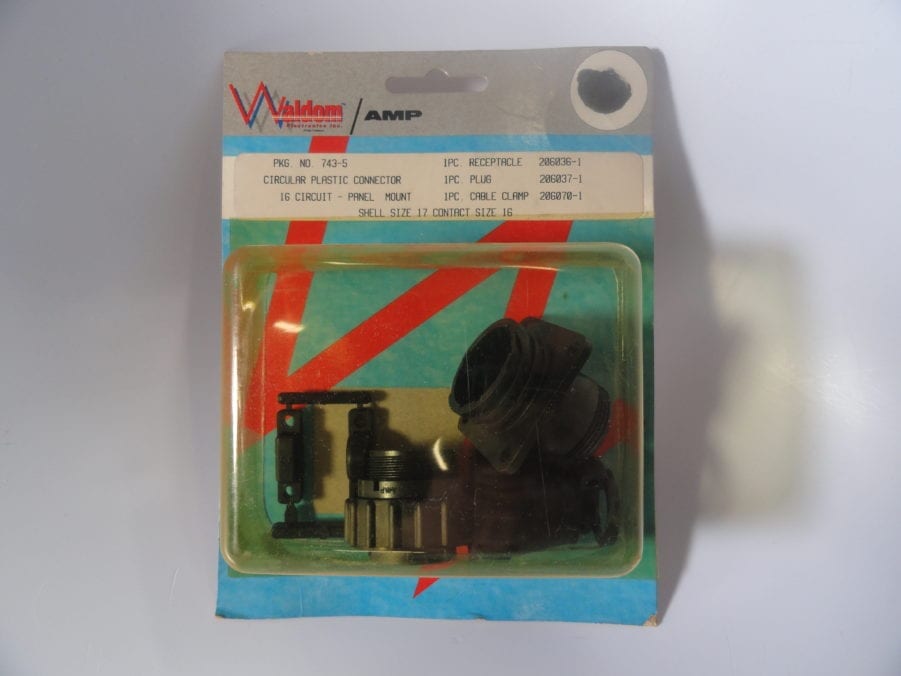 Waldom™ / AMP
Electronics Inc.
PKG. NO. 743-5 1PC. RECEPTACLE 206036-1
CIRCULAR PLASTIC CONNECTOR 1PC. PLUG 206037-1
16 CIRCUIT - PANEL MOUNT 1PC. CABLE CLAMP 206070-1
SHELL SIZE 17 CONTACT SIZE 16